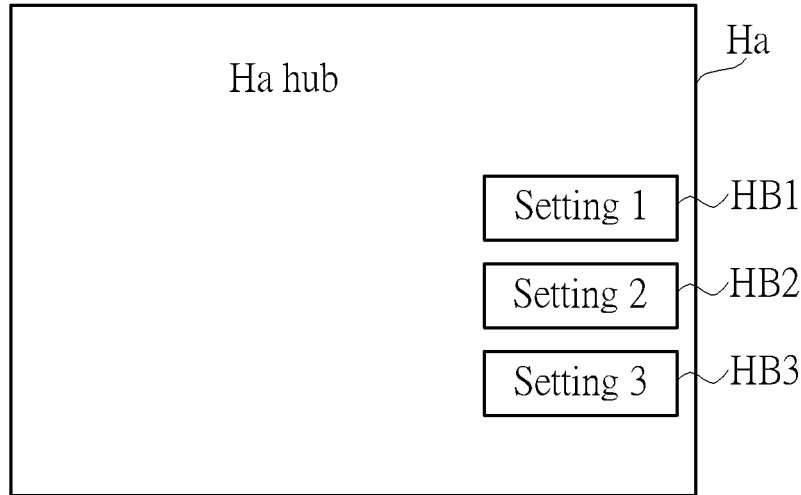 Ha
Ha hub
Setting 1
HB1
Setting 2
HB2
Setting 3
HB3